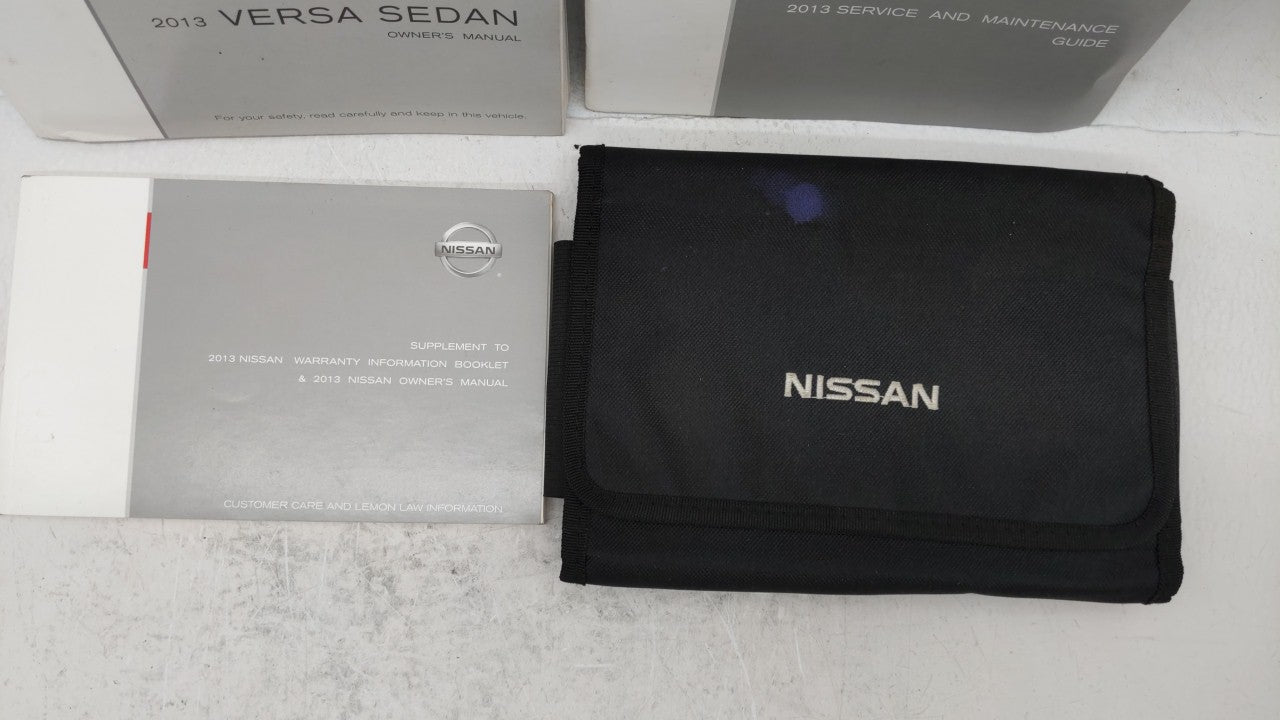 2013 VERSA SEDAN
OWNER'S MANUAL
For your safety, read carefully and keep in this vehicle.
2013 SERVICE AND MAINTENANCE
GUIDE
NISSAN
SUPPLEMENT TO
2013 NISSAN WARRANTY INFORMATION BOOKLET
& 2013 NISSAN OWNER'S MANUAL
CUSTOMER CARE AND LEMON LAW INFORMATION
NISSAN